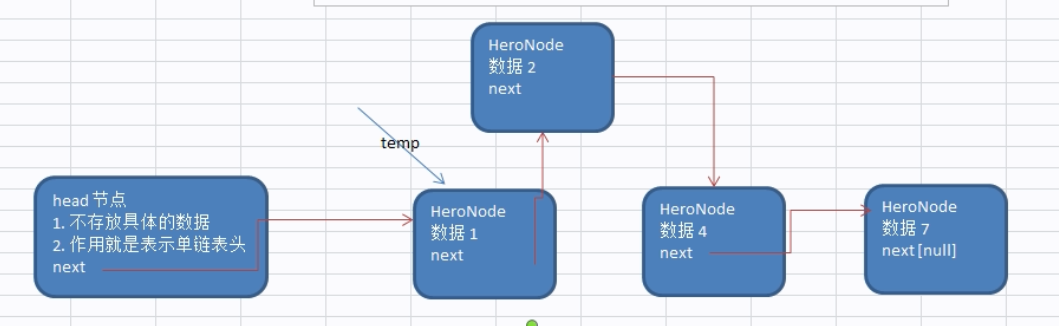 HeroNode
数据 2
next
temp
head 节点
1. 不存放具体的数据
2. 作用就是表示单链表头
next
HeroNode
数据 1
next
HeroNode
数据 4
next
HeroNode
数据 7
next [null]